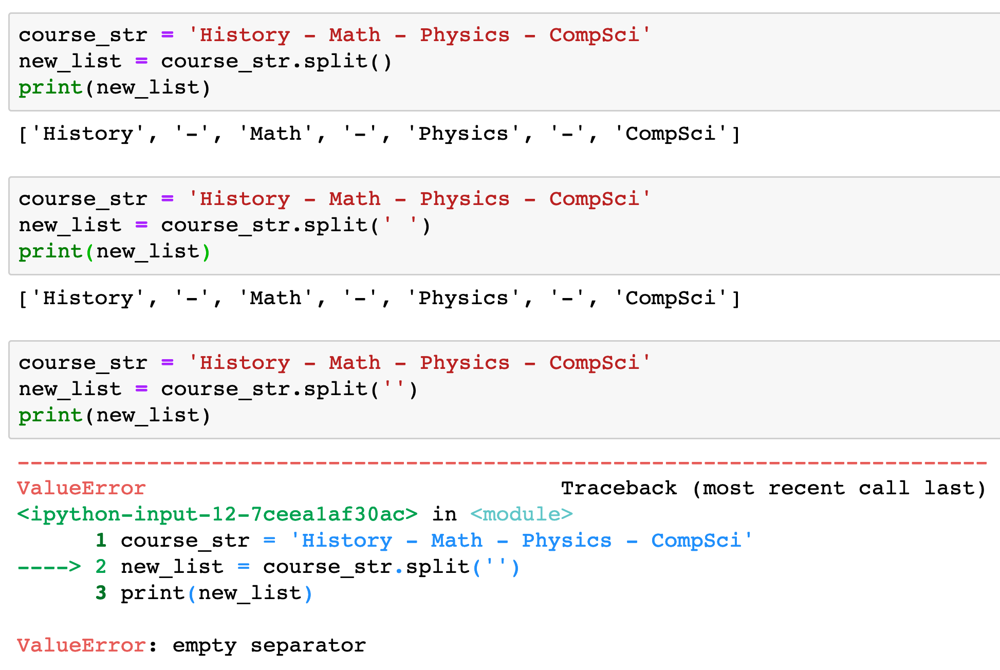 course_str = 'History - Math - Physics - CompSci'
new_list = course_str.split()
print(new_list)
['History', '-', 'Math', '-', 'Physics', '-', 'CompSci']
course_str = 'History - Math - Physics - CompSci'
new_list = course_str.split(' ')
print(new_list)
['History', '-', 'Math', '-', 'Physics', '-', 'CompSci']
course_str = 'History - Math - Physics - CompSci'
new_list = course_str.split('')
print(new_list)
---------------------------------------------------------------------------
ValueError                                Traceback (most recent call last)
<ipython-input-12-7ceea1af30ac> in <module>
      1 course_str = 'History - Math - Physics - CompSci'
----> 2 new_list = course_str.split('')
      3 print(new_list)
ValueError: empty separator